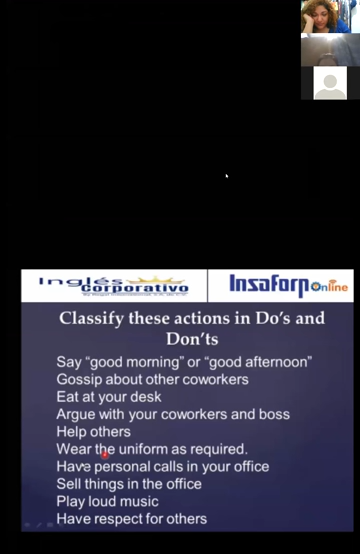 Inglés
corporativo
Insaforp Online
Classify these actions in Do's and
Don'ts
Say “good morning” or “good afternoon”
Gossip about other coworkers
Eat at your desk
Argue with your coworkers and boss
Help others
Wear the uniform as required.
Have personal calls in your office
Sell things in the office
Play loud music
Have respect for others